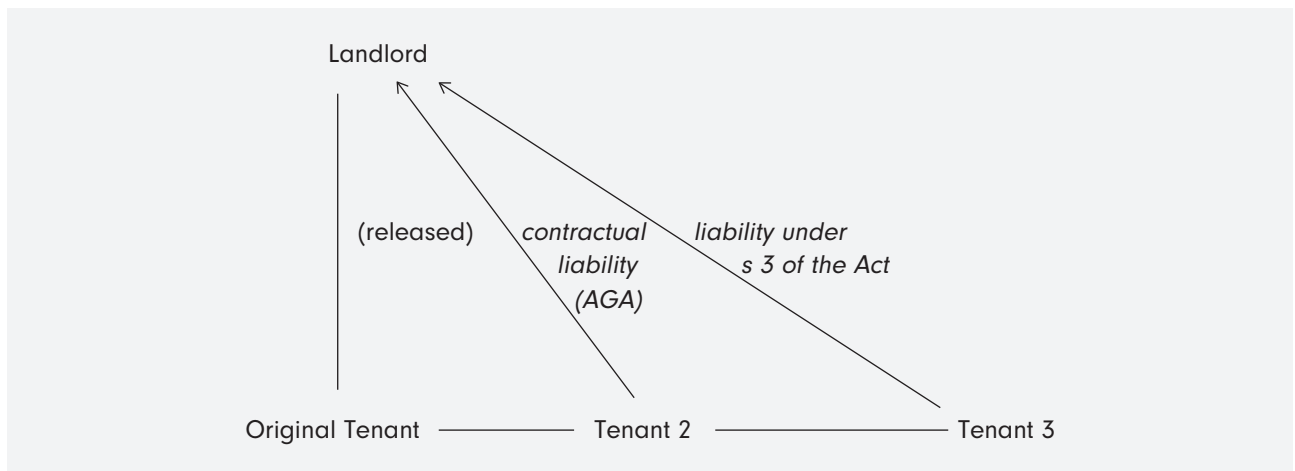 Landlord
(released)
contractual
liability
(AGA)
liability under
s 3 of the Act
Original Tenant
Tenant 2
Tenant 3